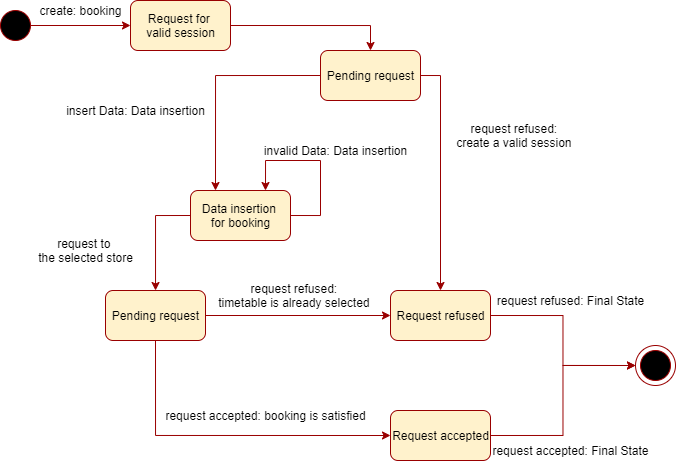 create: booking
Request for
valid session
Pending request
insert Data: Data insertion
request refused:
create a valid session
invalid Data: Data insertion
Data insertion
for booking
request to
the selected store
request refused:
timetable is already selected
request refused: Final State
Pending request
Request refused
request accepted: booking is satisfied
Request accepted
request accepted: Final State